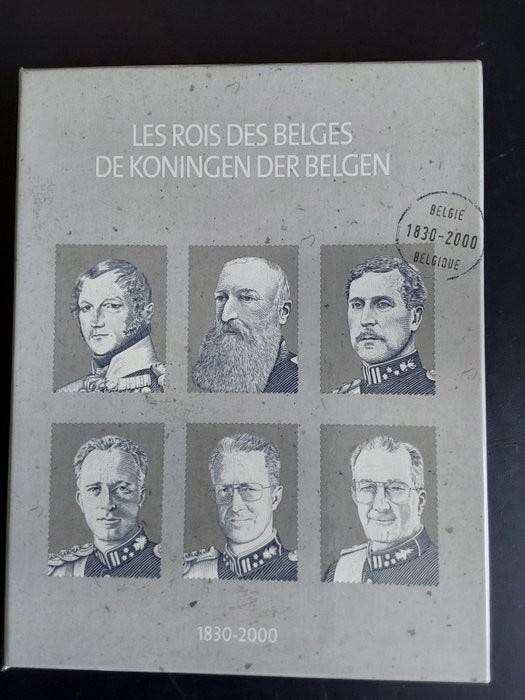 LES ROIS DES BELGES
DE KONINGEN DER BELGEN
BELGIE
1830-2000
BELGIQUE
1830-2000